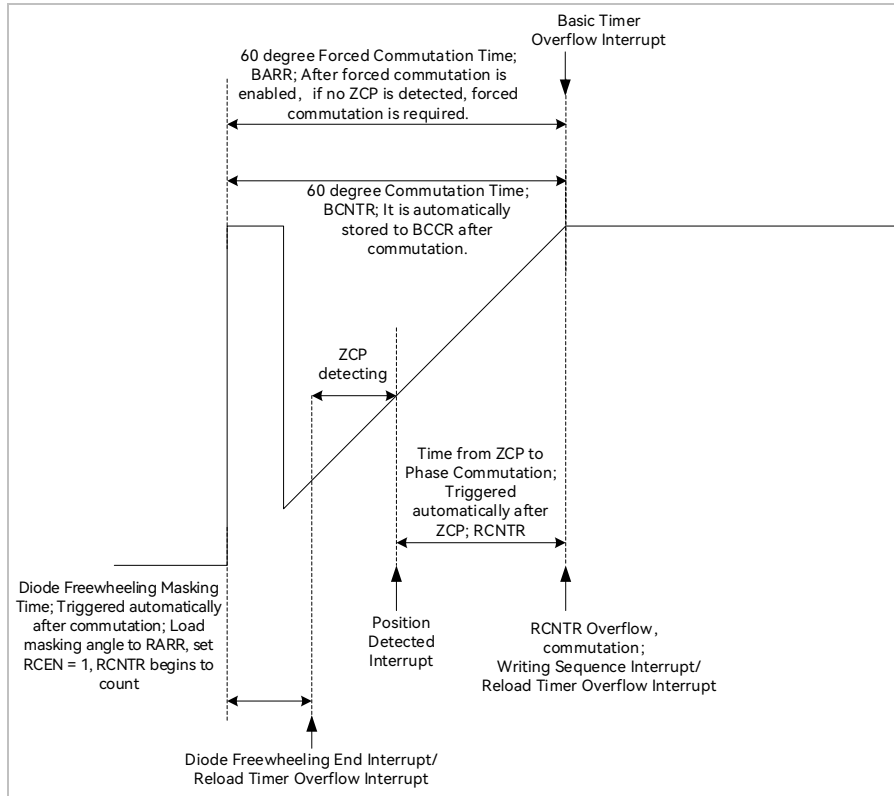 Basic Timer
Overflow Interrupt
60 degree Forced Commutation Time;
BARR; After forced commutation is
enabled, if no ZCP is detected, forced
commutation is required.
60 degree Commutation Time;
BCNTR; It is automatically
stored to BCCR after
commutation.
ZCP
detecting
Time from ZCP to
Phase Commutation;
Triggered
automatically after
ZCP; RCNTR
Diode Freewheeling Masking
Time; Triggered automatically
after commutation; Load
masking angle to RARR, set
RCEN = 1, RCNTR begins to
count
Position
Detected
Interrupt
RCNTR Overflow,
commutation;
Writing Sequence Interrupt/
Reload Timer Overflow Interrupt
Diode Freewheeling End Interrupt/
Reload Timer Overflow Interrupt